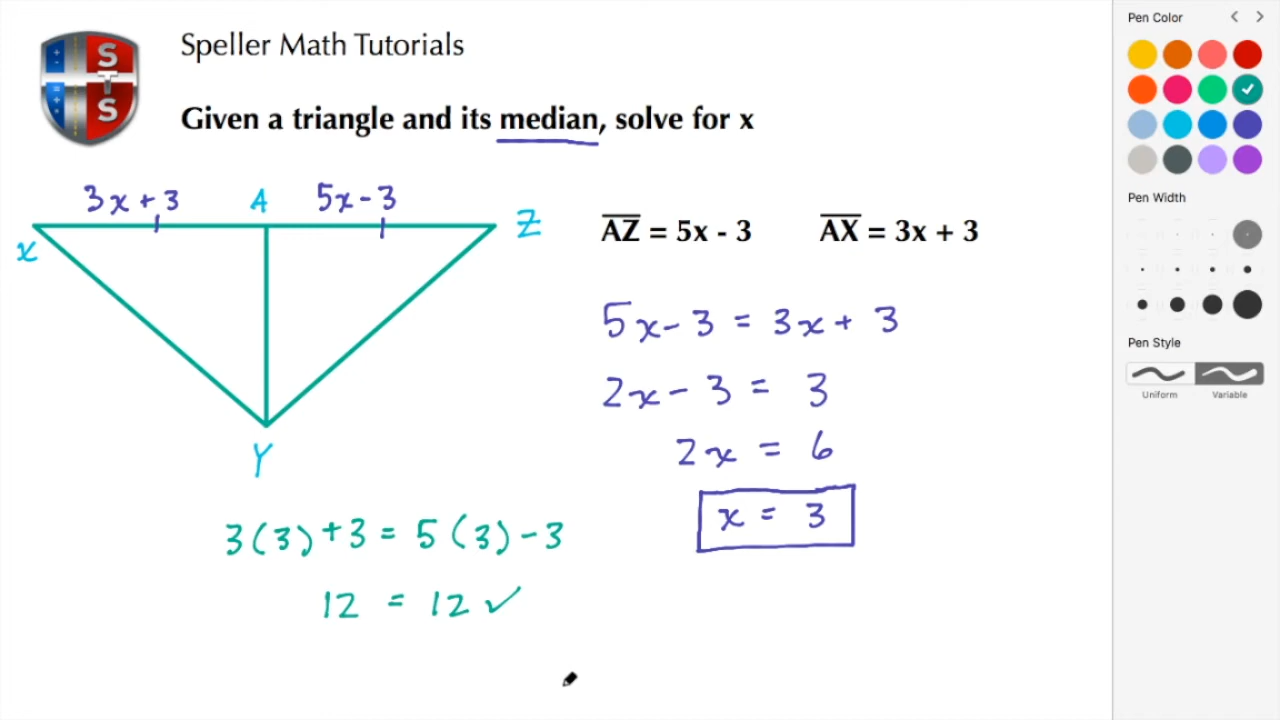 STS
Speller Math Tutorials
Given a triangle and its median, solve for x
3x + 3 A 5x - 3
X Z
Y
AZ = 5x - 3 AX = 3x + 3
5x - 3 = 3x + 3
2x - 3 = 3
2x = 6
x = 3
3(3) + 3 = 5(3) - 3
12 = 12 ✓
Pen Color
Pen Width
Pen Style
Uniform Variable